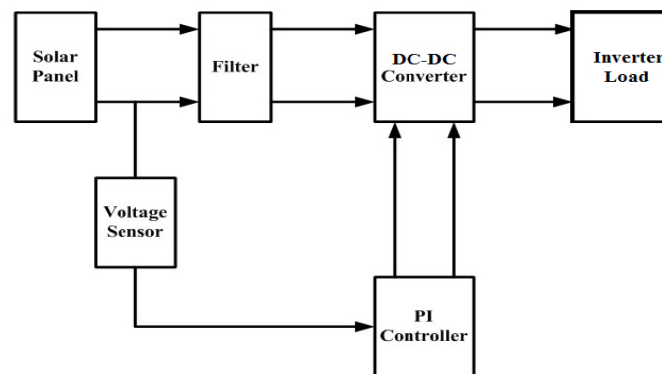 Solar
Panel
Filter
DC-DC
Converter
Inverter
Load
Voltage
Sensor
PI
Controller